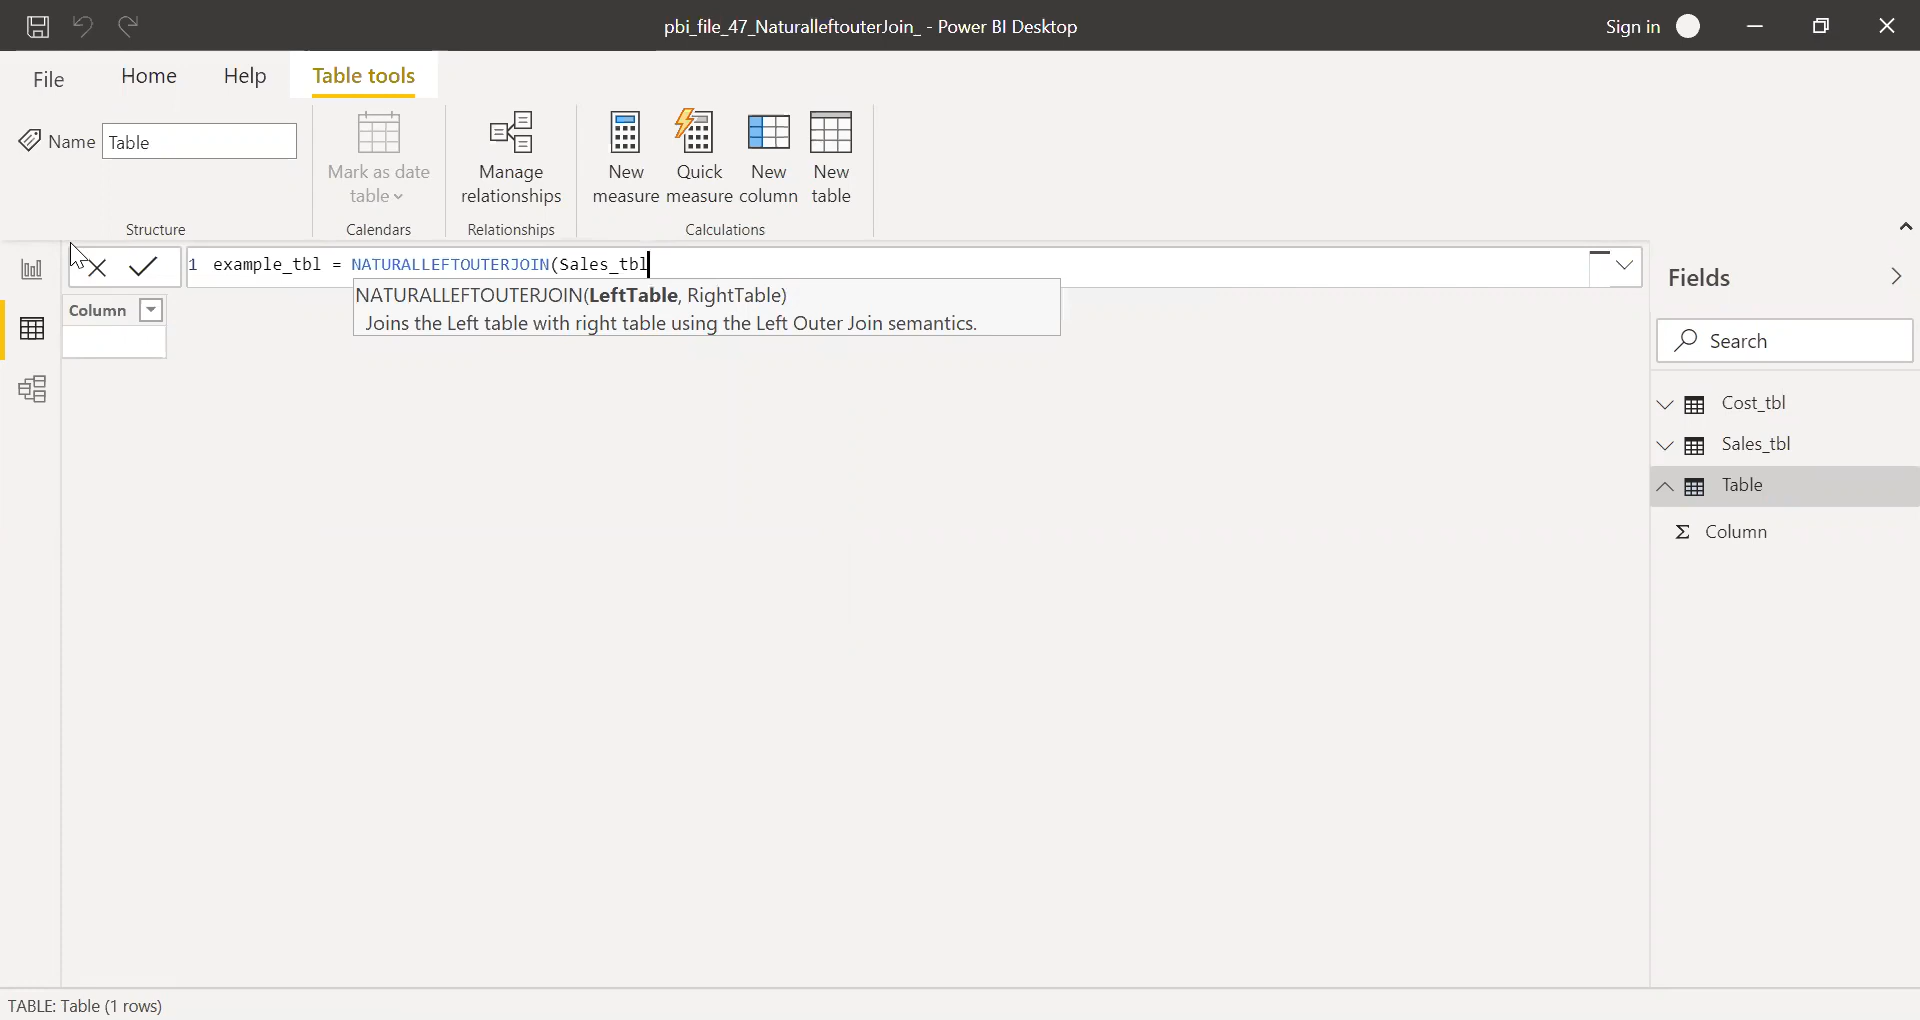 pbi_file_47_NaturalleftouterJoin_ - Power BI Desktop
Sign in
File
Home
Help
Table tools
Name
Table
Mark as date
table
Manage
relationships
New
measure
Quick
measure
New
column
New
table
Structure
Calendars
Relationships
Calculations
1 example_tbl = NATURALLEFTOUTERJOIN(Sales_tbl
NATURALLEFTOUTERJOIN(LeftTable, RightTable)
Joins the Left table with right table using the Left Outer Join semantics.
Column
Fields
Search
Cost_tbl
Sales_tbl
Table
Σ Column
TABLE: Table (1 rows)